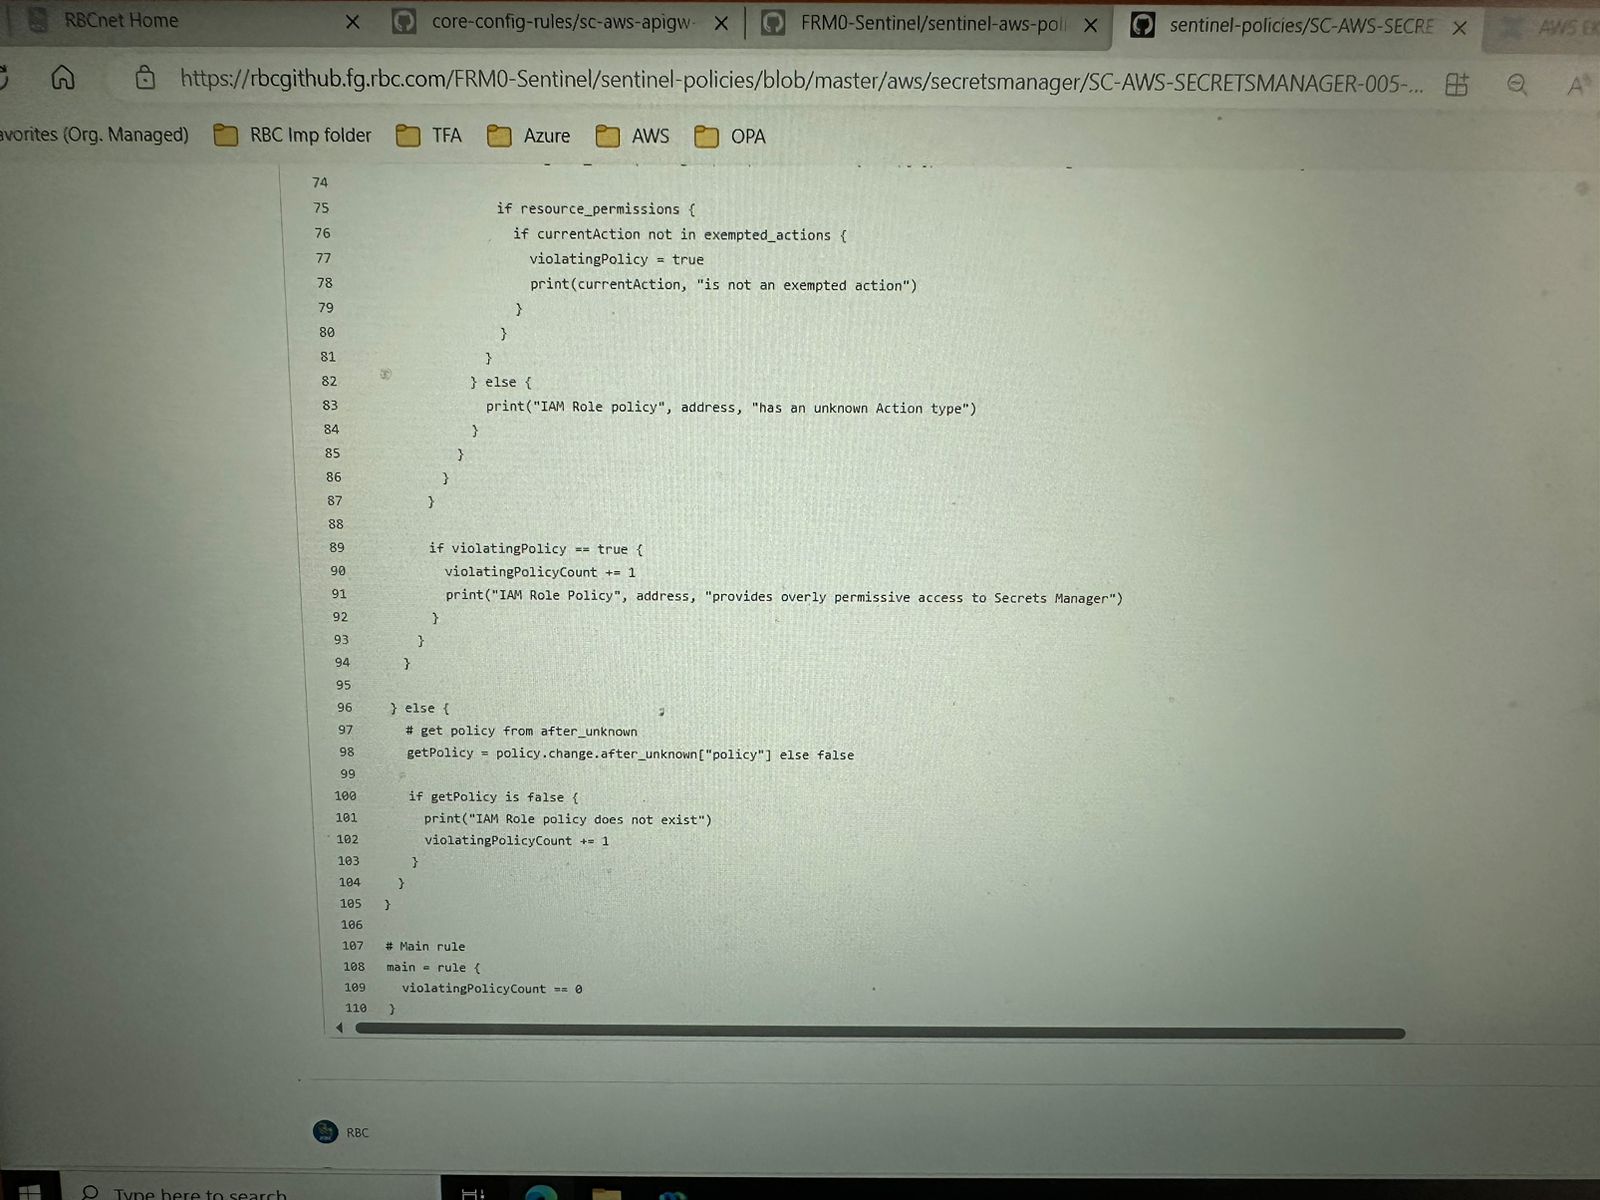 RBCnet Home
core-config-rules/sc-aws-apigw-
FRM0-Sentinel/sentinel-aws-poli
sentinel-policies/SC-AWS-SECRE
AWS EX
https://rbcgithub.fg.rbc.com/FRM0-Sentinel/sentinel-policies/blob/master/aws/secretsmanager/SC-AWS-SECRETSMANAGER-005-...
avorites (Org. Managed) RBC Imp folder TFA Azure AWS OPA
74
75 if resource_permissions {
76 if currentAction not in exempted_actions {
77 violatingPolicy = true
78 print(currentAction, "is not an exempted action")
79 }
80 }
81 }
82 } else {
83 print("IAM Role policy", address, "has an unknown Action type")
84 }
85 }
86 }
87 }
88
89 if violatingPolicy == true {
90 violatingPolicyCount += 1
91 print("IAM Role Policy", address, "provides overly permissive access to Secrets Manager")
92 }
93 }
94 }
95
96 } else {
97 # get policy from after_unknown
98 getPolicy = policy.change.after_unknown["policy"] else false
99
100 if getPolicy is false {
101 print("IAM Role policy does not exist")
102 violatingPolicyCount += 1
103 }
104 }
105 }
106
107 # Main rule
108 main = rule {
109 violatingPolicyCount == 0
110 }
RBC
Type here to search